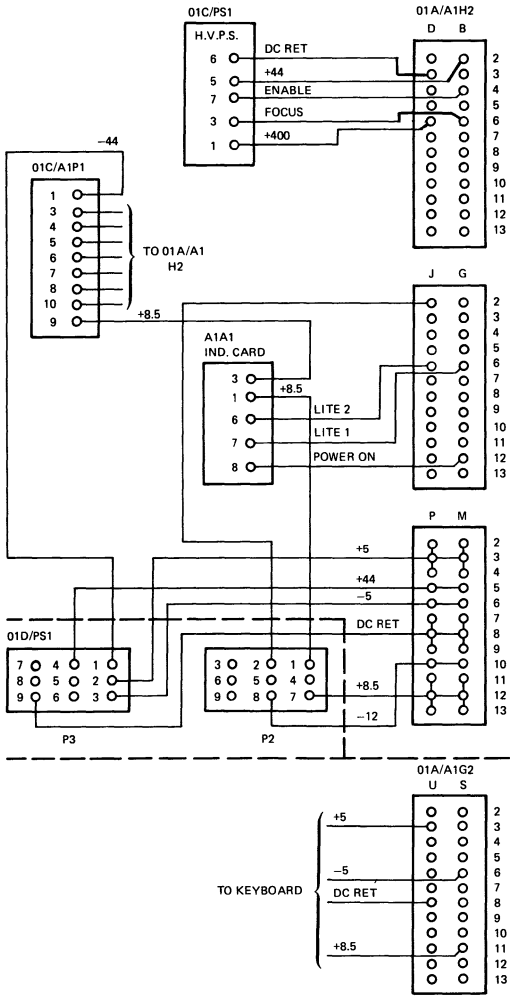 01C/PS1
H.V.P.S.
6 DC RET
5 +44
7 ENABLE
3 FOCUS
1 +400
01A/A1H2
D B
2
3
4
5
6
7
8
9
10
11
12
13
−44
01C/A1P1
1
3
4
5
6
7
8
10
9
TO 01A/A1
H2
+8.5
A1A1
IND. CARD
3
1 +8.5
6 LITE 2
7 LITE 1
8 POWER ON
J G
2
3
4
5
6
7
8
9
10
11
12
13
P M
2
3
4
5
6
7
8
9
10
11
12
13
+5
+44
−5
DC RET
+8.5
−12
01D/PS1
7 4 1
8 5 2
9 6 3
P3
3 2 1
6 5 4
9 8 7
P2
01A/A1G2
U S
2
3
4
5
6
7
8
9
10
11
12
13
TO KEYBOARD
+5
−5
DC RET
+8.5